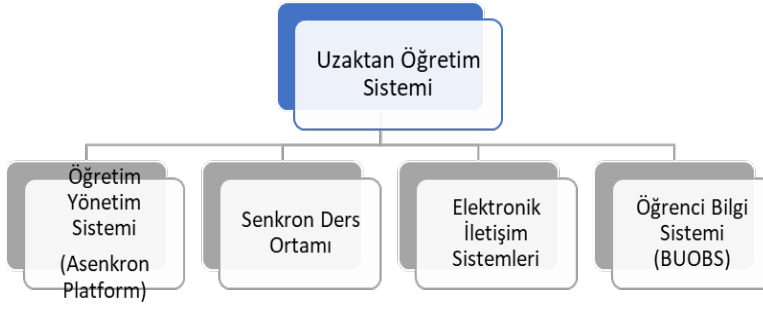 Uzaktan Öğretim
Sistemi
Öğretim
Yönetim
Sistemi
(Asenkron
Platform)
Senkron Ders
Ortamı
Elektronik
İletişim
Sistemleri
Öğrenci Bilgi
Sistemi
(BUOBS)